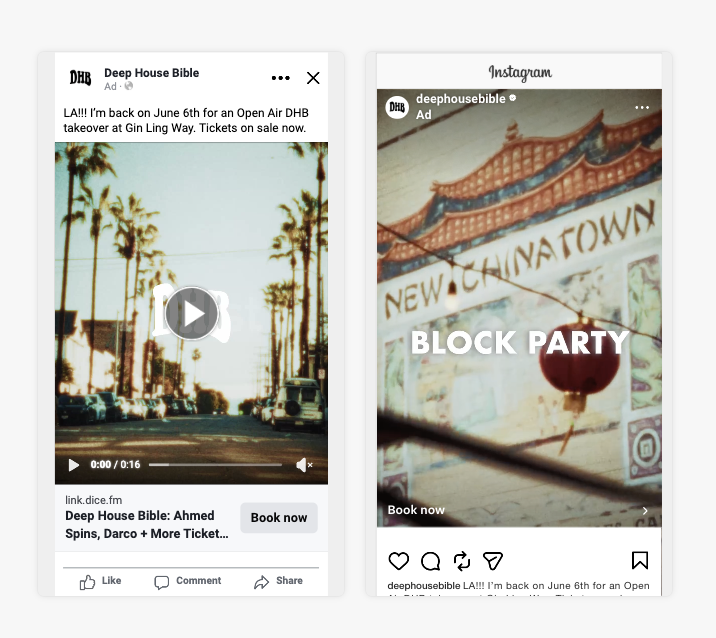 DHB
Deep House Bible
Ad ·
LA!!! I'm back on June 6th for an Open Air DHB
takeover at Gin Ling Way. Tickets on sale now.
DHB
0:00 / 0:16
link.dice.fm
Deep House Bible: Ahmed
Spins, Darco + More Ticket...
Book now
Like
Comment
Share
Instagram
DHB
deephousebible
Ad
NEW CHINATOWN
BLOCK PARTY
Book now
deephousebible LA!!! I'm back on June 6th for an Open